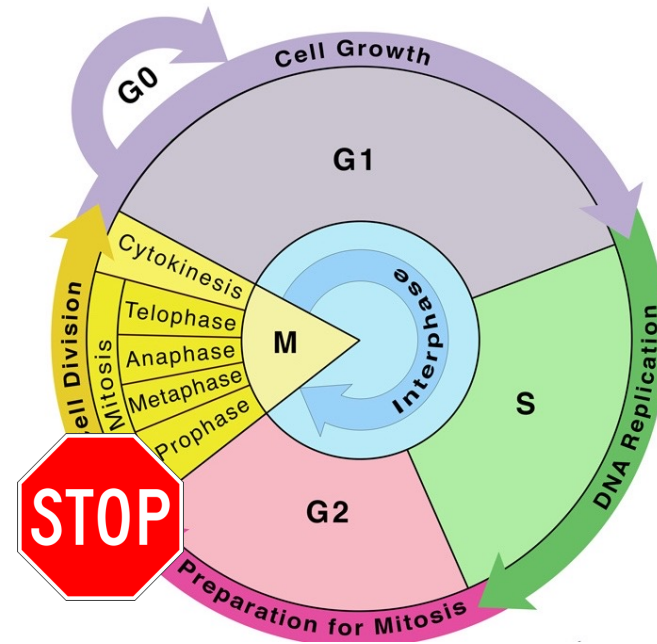 G0
Cell Growth
G1
Cytokinesis
Telophase
Anaphase
Metaphase
Prophase
Mitosis
ell Division
M
Interphase
S
DNA Replication
G2
Preparation for Mitosis
STOP